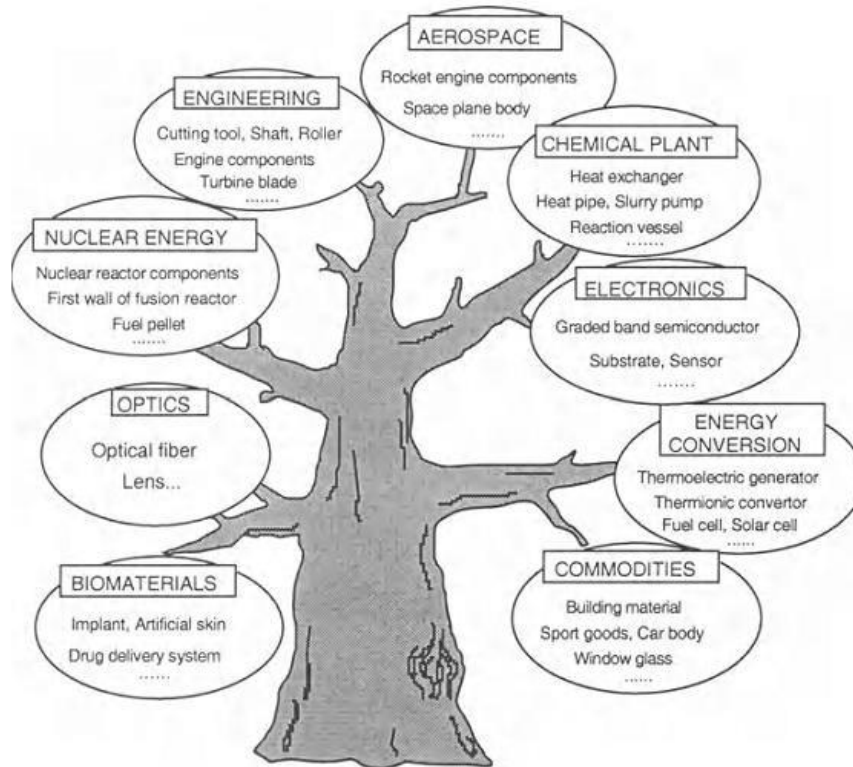 AEROSPACE
Rocket engine components
Space plane body
.......
ENGINEERING
Cutting tool, Shaft, Roller
Engine components
Turbine blade
.......
CHEMICAL PLANT
Heat exchanger
Heat pipe, Slurry pump
Reaction vessel
.......
NUCLEAR ENERGY
Nuclear reactor components
First wall of fusion reactor
Fuel pellet
.......
ELECTRONICS
Graded band semiconductor
Substrate, Sensor
.......
OPTICS
Optical fiber
Lens...
ENERGY
CONVERSION
Thermoelectric generator
Thermionic convertor
Fuel cell, Solar cell
......
BIOMATERIALS
Implant, Artificial skin
Drug delivery system
......
COMMODITIES
Building material
Sport goods, Car body
Window glass
......